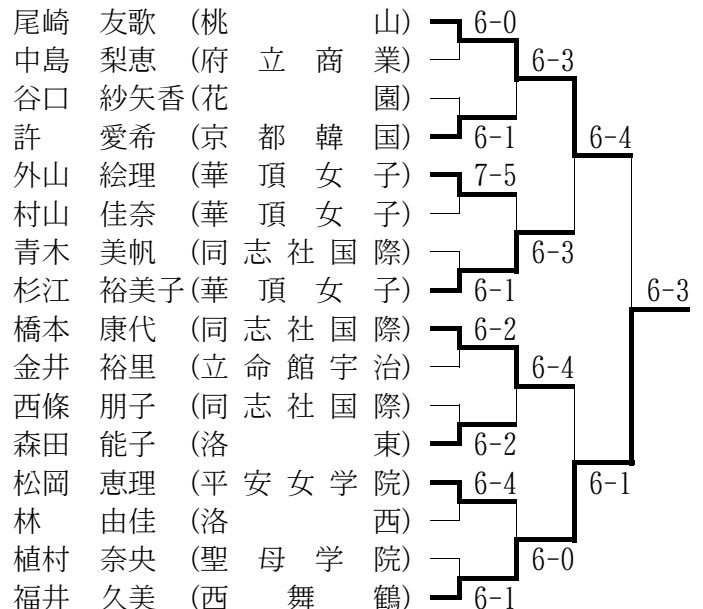 尾崎 友歌 (桃山) 6-0
中島 梨恵 (府立商業) 6-3
谷口 紗矢香(花園)
許 愛希 (京都韓国) 6-1 6-4
外山 絵理 (華頂女子) 7-5
村山 佳奈 (華頂女子)
青木 美帆 (同志社国際) 6-3
杉江 裕美子(華頂女子) 6-1 6-3
橋本 康代 (同志社国際) 6-2
金井 裕里 (立命館宇治) 6-4
西條 朋子 (同志社国際)
森田 能子 (洛東) 6-2
松岡 恵理 (平安女学院) 6-4 6-1
林 由佳 (洛西)
植村 奈央 (聖母学院) 6-0
福井 久美 (西舞鶴) 6-1